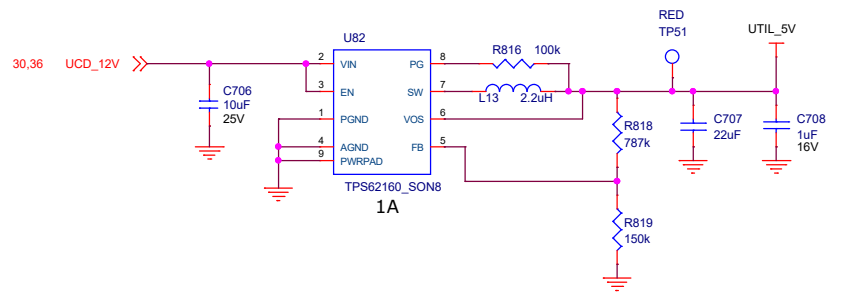 RED
TP51
UTIL_5V
U82
30,36 UCD_12V
2 VIN PG 8
R816 100k
3 EN SW 7
L13 2.2uH
C706
10uF
25V
1 PGND VOS 6
R818
787k
C707
22uF
C708
1uF
16V
4 AGND FB 5
9 PWRPAD
TPS62160_SON8
1A
R819
150k